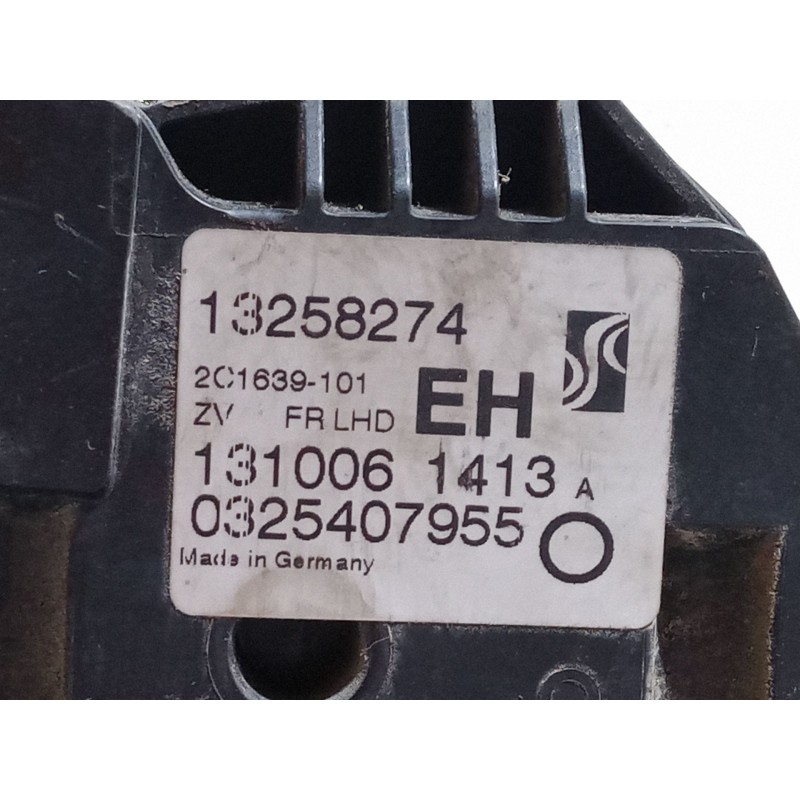 13258274
2C1639-101
ZV FR LHD EH
131006 1413 A
0325407955
Made in Germany